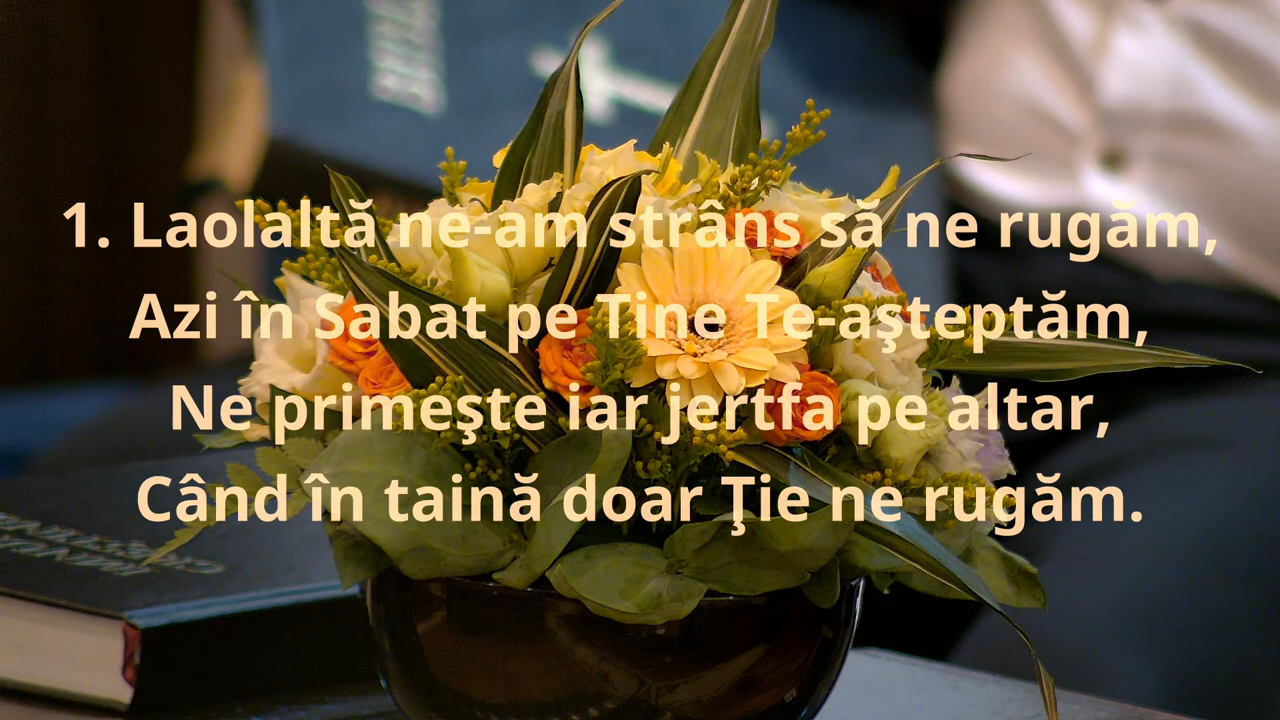 1. Laolaltă ne-am strâns să ne rugăm,
Azi în Sabat pe Tine Te-aşteptăm,
Ne primeşte iar jertfa pe altar,
Când în taină doar Ţie ne rugăm.